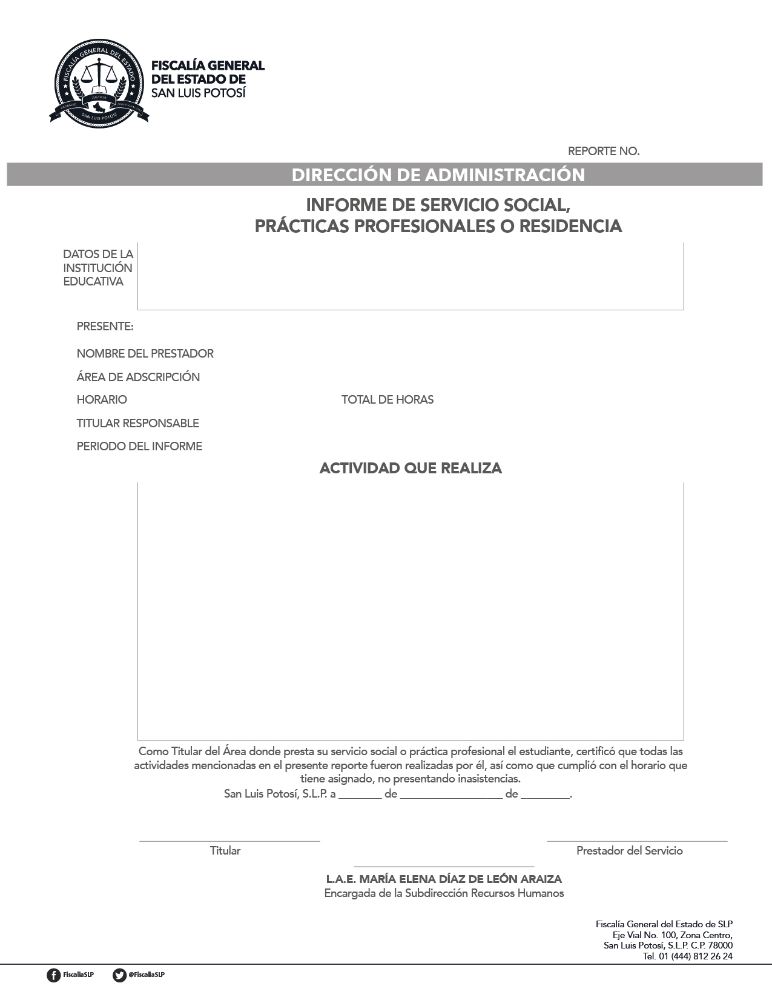 FISCALÍA GENERAL DEL ESTADO
JUSTICIA
PROBIDAD
PROFESIONALISMO
SAN LUIS POTOSÍ
FISCALÍA GENERAL
DEL ESTADO DE
SAN LUIS POTOSÍ
REPORTE NO.
DIRECCIÓN DE ADMINISTRACIÓN
INFORME DE SERVICIO SOCIAL,
PRÁCTICAS PROFESIONALES O RESIDENCIA
DATOS DE LA
INSTITUCIÓN
EDUCATIVA
PRESENTE:
NOMBRE DEL PRESTADOR
ÁREA DE ADSCRIPCIÓN
HORARIO TOTAL DE HORAS
TITULAR RESPONSABLE
PERIODO DEL INFORME
ACTIVIDAD QUE REALIZA
Como Titular del Área donde presta su servicio social o práctica profesional el estudiante, certificó que todas las
actividades mencionadas en el presente reporte fueron realizadas por él, así como que cumplió con el horario que
tiene asignado, no presentando inasistencias.
San Luis Potosí, S.L.P. a ________ de ___________________ de _________.
Titular Prestador del Servicio
L.A.E. MARÍA ELENA DÍAZ DE LEÓN ARAIZA
Encargada de la Subdirección Recursos Humanos
Fiscalía General del Estado de SLP
Eje Vial No. 100, Zona Centro,
San Luis Potosí, S.L.P. C.P. 78000
Tel. 01 (444) 812 26 24
FiscaliaSLP @FiscaliaSLP